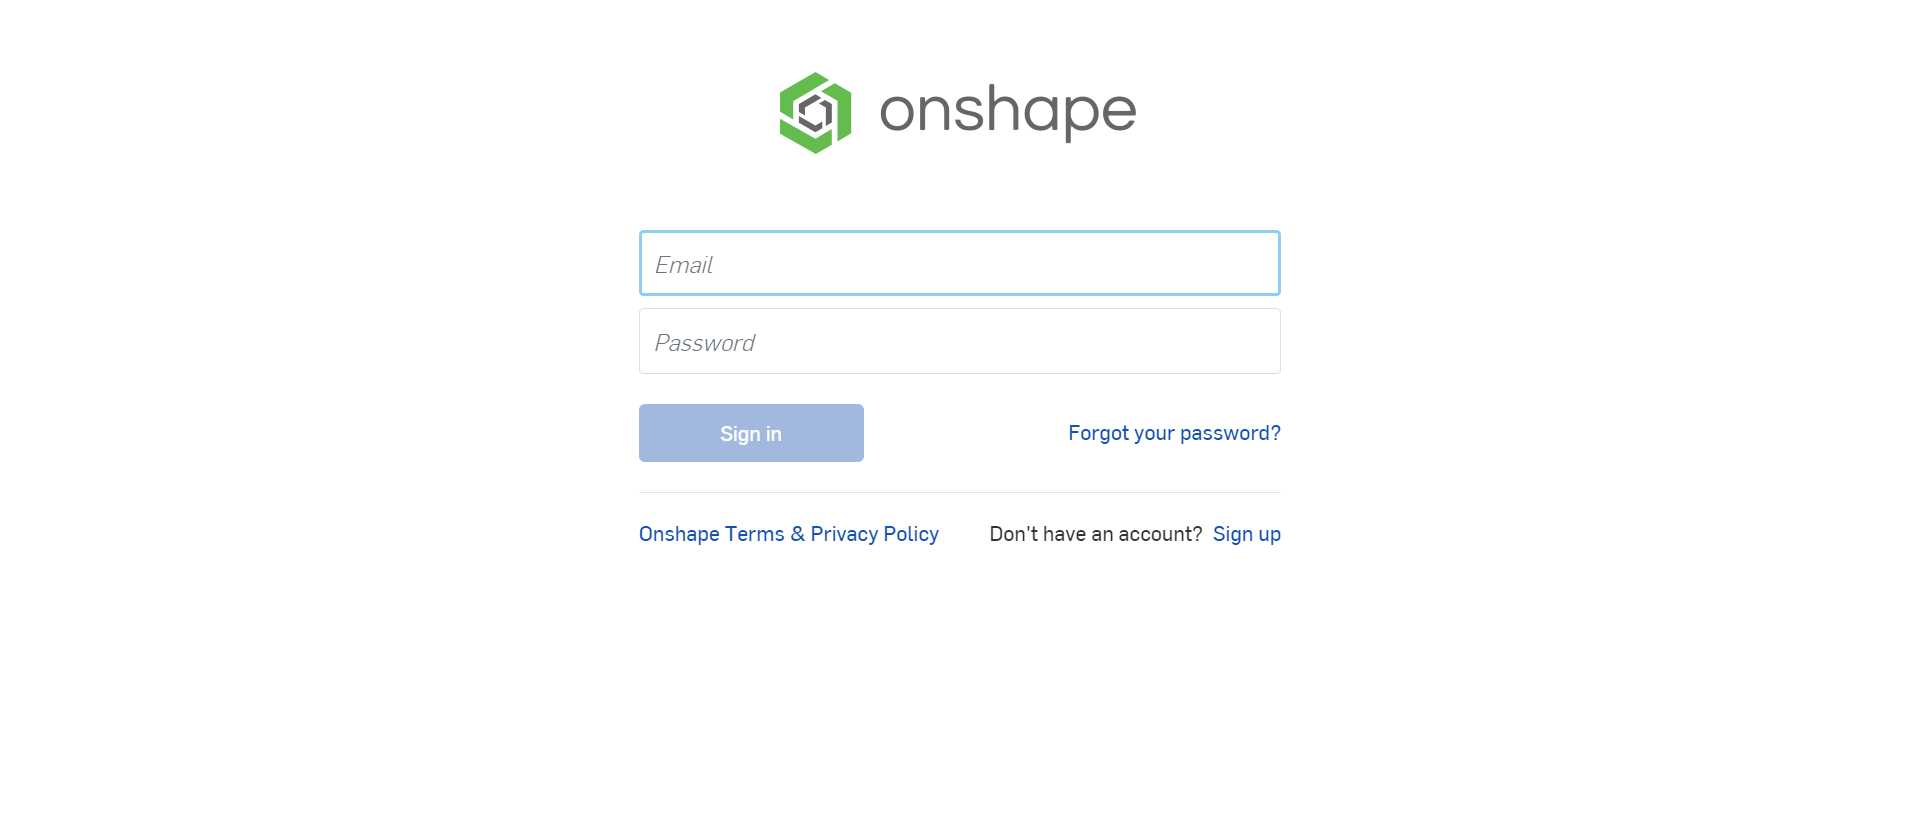 onshape
Email
Password
Sign in
Forgot your password?
Onshape Terms & Privacy Policy
Don't have an account? Sign up